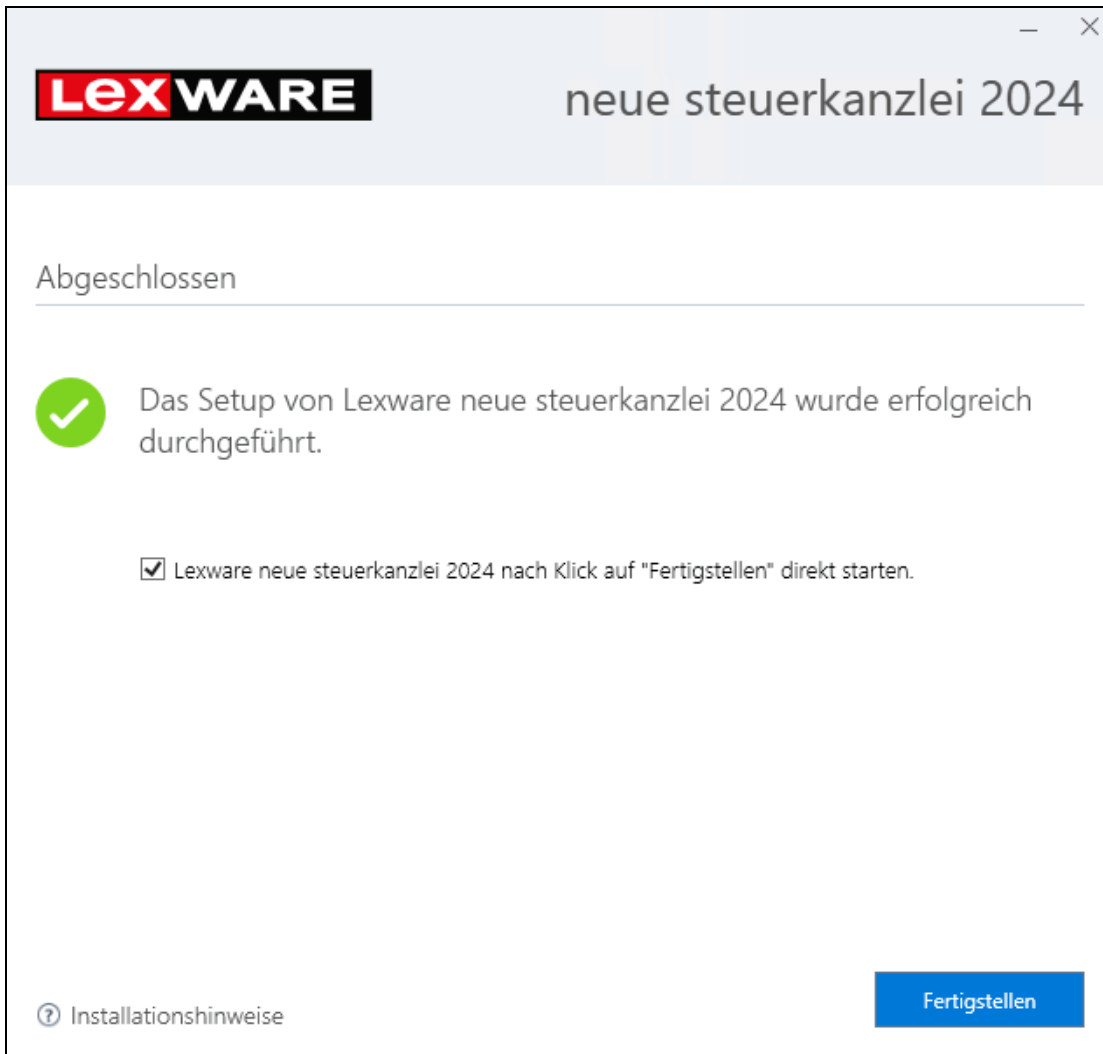 LEXWARE
neue steuerkanzlei 2024
Abgeschlossen
Das Setup von Lexware neue steuerkanzlei 2024 wurde erfolgreich
durchgeführt.
Lexware neue steuerkanzlei 2024 nach Klick auf "Fertigstellen" direkt starten.
? Installationshinweise
Fertigstellen